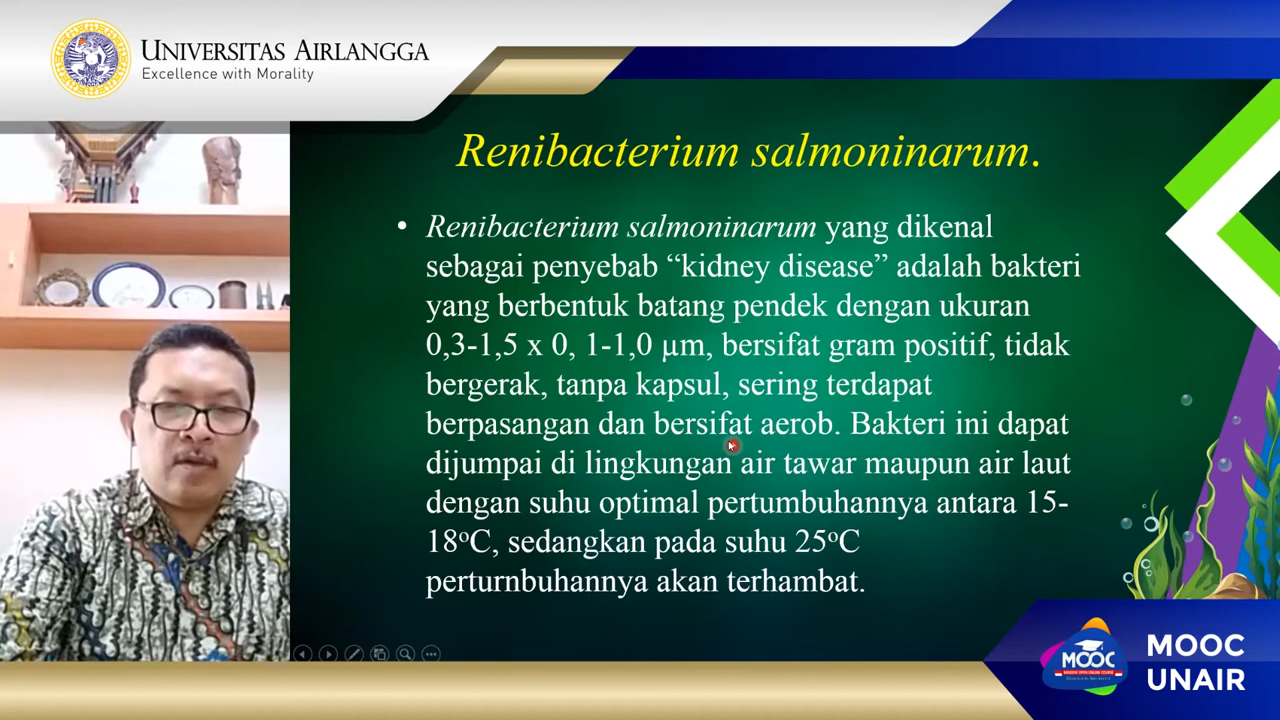 UNIVERSITAS AIRLANGGA
Excellence with Morality
Renibacterium salmoninarum.
• Renibacterium salmoninarum yang dikenal
sebagai penyebab “kidney disease” adalah bakteri
yang berbentuk batang pendek dengan ukuran
0,3-1,5 x 0, 1-1,0 µm, bersifat gram positif, tidak
bergerak, tanpa kapsul, sering terdapat
berpasangan dan bersifat aerob. Bakteri ini dapat
dijumpai di lingkungan air tawar maupun air laut
dengan suhu optimal pertumbuhannya antara 15-
18ºC, sedangkan pada suhu 25ºC
perturnbuhannya akan terhambat.
MOOC
MOOC
UNAIR